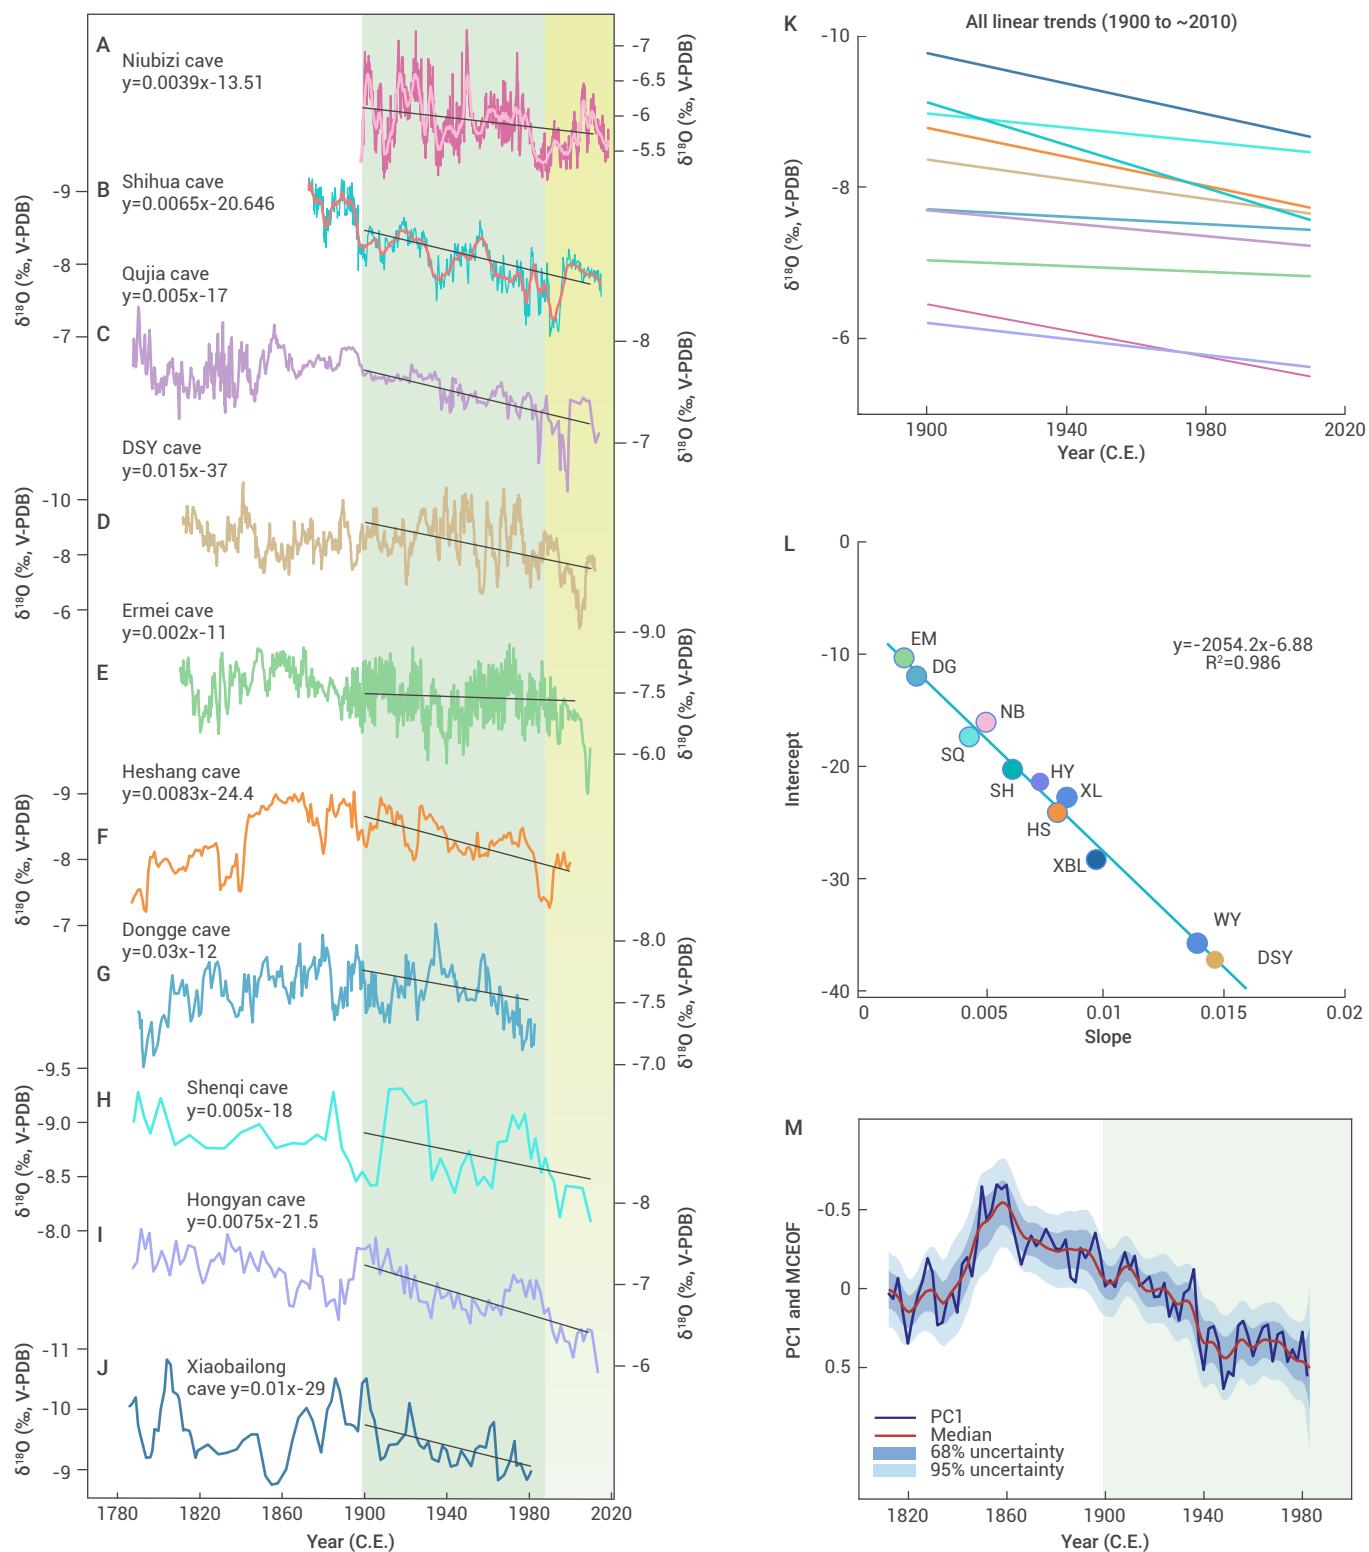 A
Niubizi cave
y=0.0039x-13.51
-7
-6.5
-6
-5.5
δ¹⁸O (‰, V-PDB)
B
Shihua cave
y=0.0065x-20.646
-9
-8
-7
δ¹⁸O (‰, V-PDB)
Qujia cave
y=0.005x-17
C
-8
-7
δ¹⁸O (‰, V-PDB)
DSY cave
y=0.015x-37
D
-10
-8
-6
δ¹⁸O (‰, V-PDB)
Ermei cave
y=0.002x-11
E
-9.0
-7.5
-6.0
δ¹⁸O (‰, V-PDB)
Heshang cave
y=0.0083x-24.4
F
-9
-8
-7
δ¹⁸O (‰, V-PDB)
Dongge cave
y=0.03x-12
G
-8.0
-7.5
-7.0
δ¹⁸O (‰, V-PDB)
H
Shenqi cave
y=0.005x-18
-9.5
-9.0
-8.5
-8.0
δ¹⁸O (‰, V-PDB)
Hongyan cave
y=0.0075x-21.5
I
-8
-7
-6
δ¹⁸O (‰, V-PDB)
J
Xiaobailong
cave y=0.01x-29
-11
-10
-9
δ¹⁸O (‰, V-PDB)
1780 1820 1860 1900 1940 1980 2020
Year (C.E.)
K
All linear trends (1900 to ~2010)
-10
-8
-6
δ¹⁸O (‰, V-PDB)
1900 1940 1980 2020
Year (C.E.)
L
0
-10
-20
-30
-40
Intercept
y=-2054.2x-6.88
R²=0.986
EM
DG
NB
SQ
SH
HY
XL
HS
XBL
WY
DSY
0 0.005 0.01 0.015 0.02
Slope
M
-0.5
0
0.5
PC1 and MCEOF
PC1
Median
68% uncertainty
95% uncertainty
1820 1860 1900 1940 1980
Year (C.E.)